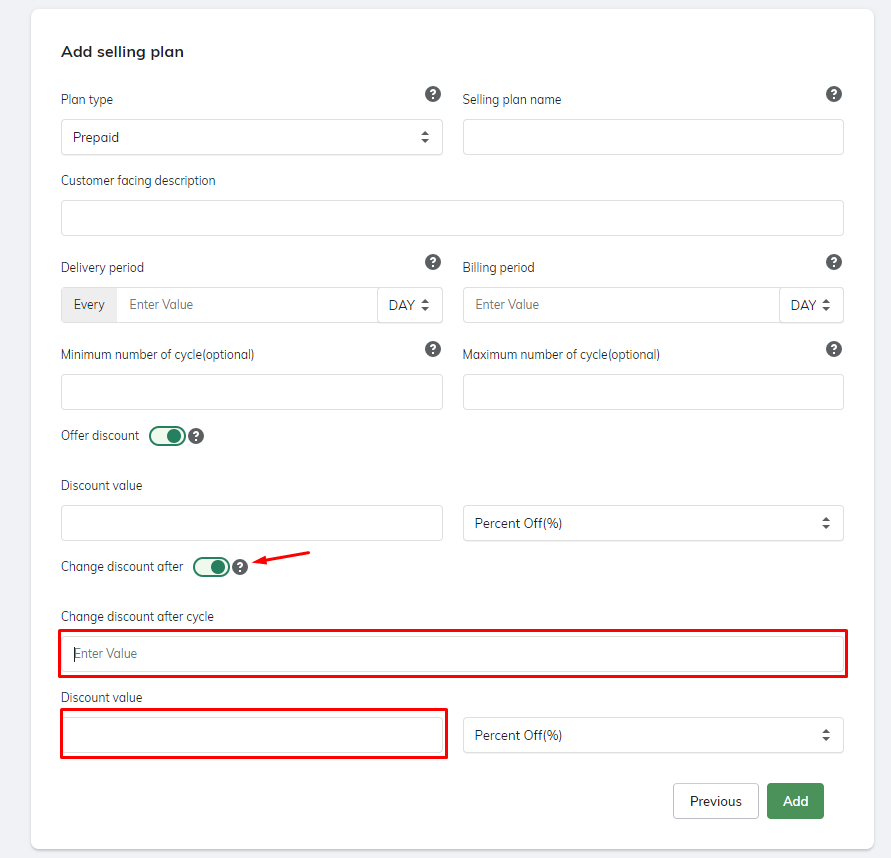 Add selling plan
Plan type ?
Selling plan name ?
Prepaid
Customer facing description
Delivery period ?
Billing period ?
Every Enter Value DAY
Enter Value DAY
Minimum number of cycle(optional) ?
Maximum number of cycle(optional) ?
Offer discount ?
Discount value
Percent Off(%)
Change discount after ?
Change discount after cycle
Enter Value
Discount value
Percent Off(%)
Previous Add